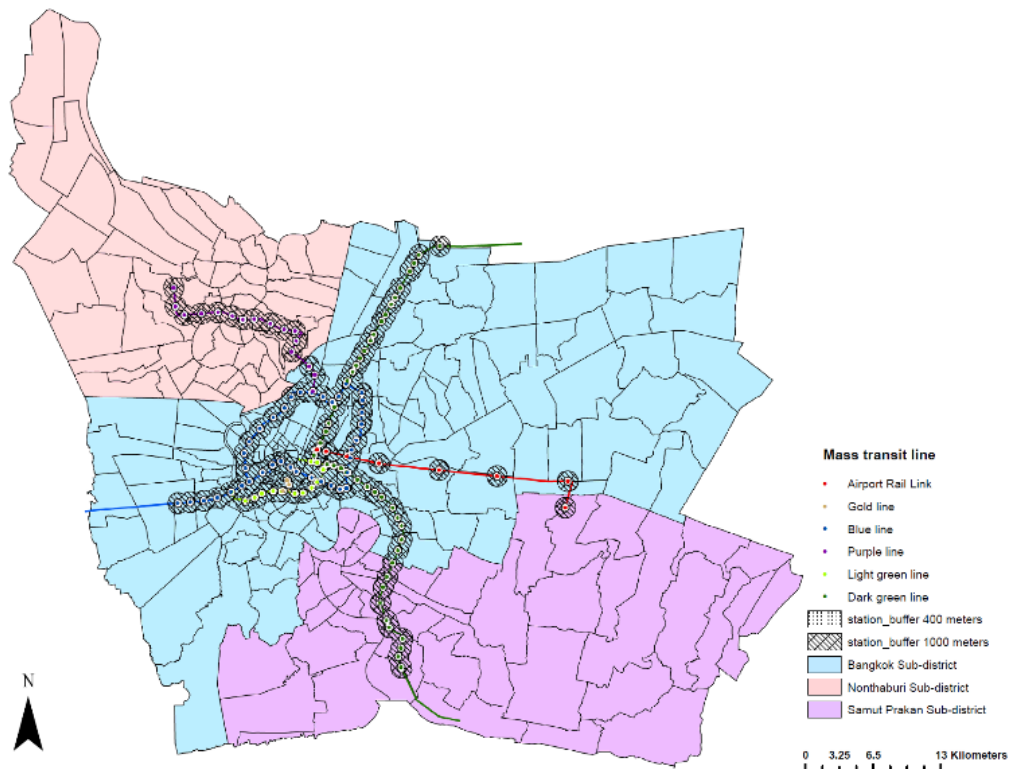 Mass transit line
Airport Rail Link
Gold line
Blue line
Purple line
Light green line
Dark green line
station_buffer 400 meters
station_buffer 1000 meters
Bangkok Sub-district
Nonthaburi Sub-district
Samut Prakan Sub-district
N
0 3.25 6.5 13 Kilometers